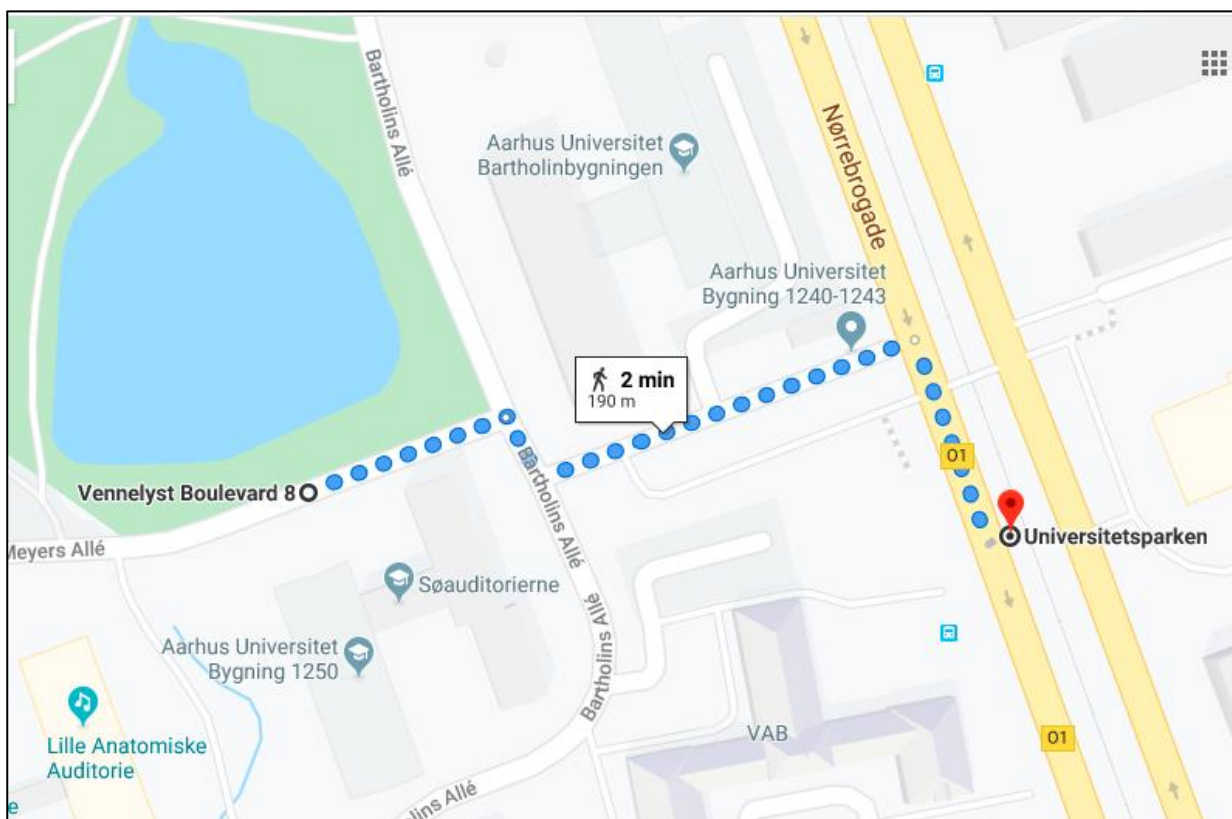 Bartholins Allé
Nørrebrogade
Aarhus Universitet
Bartholinbygningen
Aarhus Universitet
Bygning 1240-1243
2 min
190 m
Vennelyst Boulevard 8
O1
Universitetsparken
Meyers Allé
Bartholins Allé
Søauditorierne
Bartholins Allé
Aarhus Universitet
Bygning 1250
VAB
O1
Lille Anatomiske
Auditorie
olins Allé
e